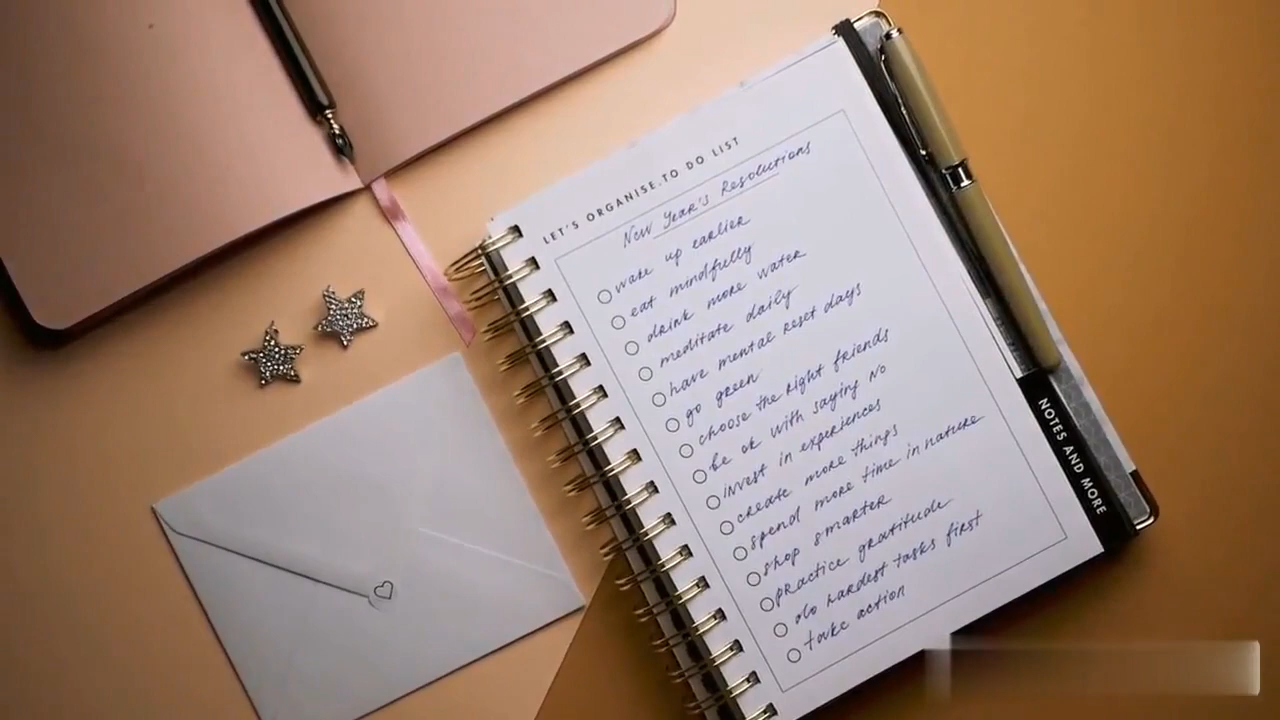 LET'S ORGANISE.TO DO LIST
New Year's Resolutions
wake up earlier
eat mindfully
drink more water
meditate daily
have mental reset days
go green
choose the right friends
be ok with saying No
invest in experiences
create more things
spend more time in nature
shop smarter
practice gratitude
do hardest tasks first
take action
NOTES AND MORE